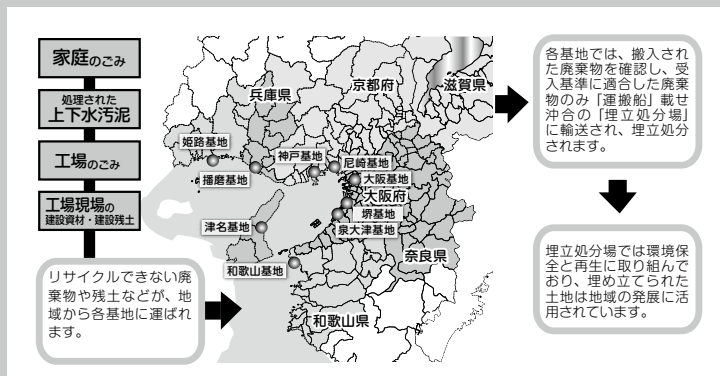 家庭のごみ
処理された
上下水汚泥
工場のごみ
工場現場の
建設資材・建設残土
リサイクルできない廃
棄物や残土などが、地
域から各基地に運ばれ
ます。
兵庫県
京都府
滋賀県
姫路基地
神戸基地
尼崎基地
播磨基地
大阪基地
大阪府
堺基地
津名基地
泉大津基地
奈良県
和歌山基地
和歌山県
各基地では、搬入され
た廃棄物を確認し、受
入基準に適合した廃棄
物のみ「運搬船」載せ
沖合の「埋立処分場」
に輸送され、埋立処分
されます。
埋立処分場では環境保
全と再生に取り組んで
おり、埋め立てられた
土地は地域の発展に活
用されています。